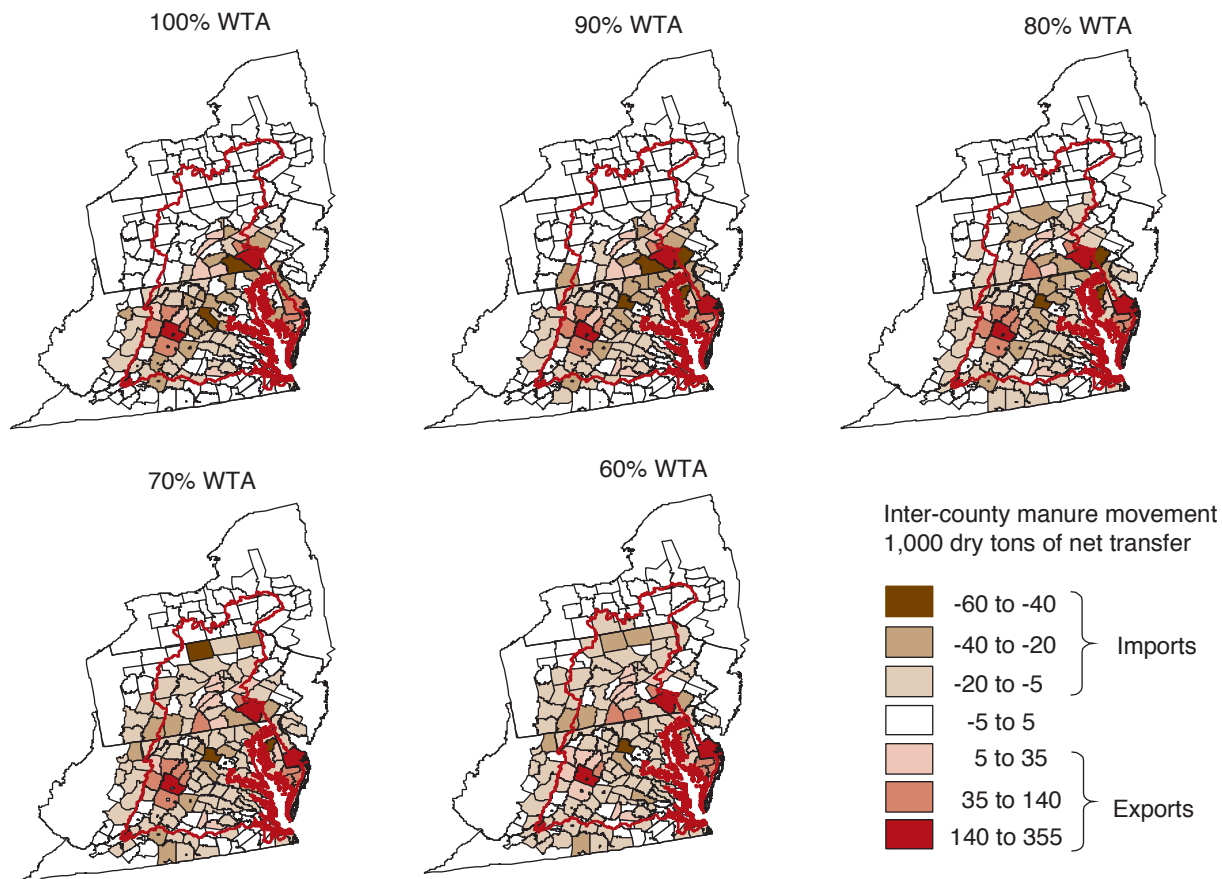 100% WTA
90% WTA
80% WTA
70% WTA
60% WTA
Inter-county manure movement
1,000 dry tons of net transfer
-60 to -40
-40 to -20
Imports
-20 to -5
-5 to 5
5 to 35
35 to 140
Exports
140 to 355